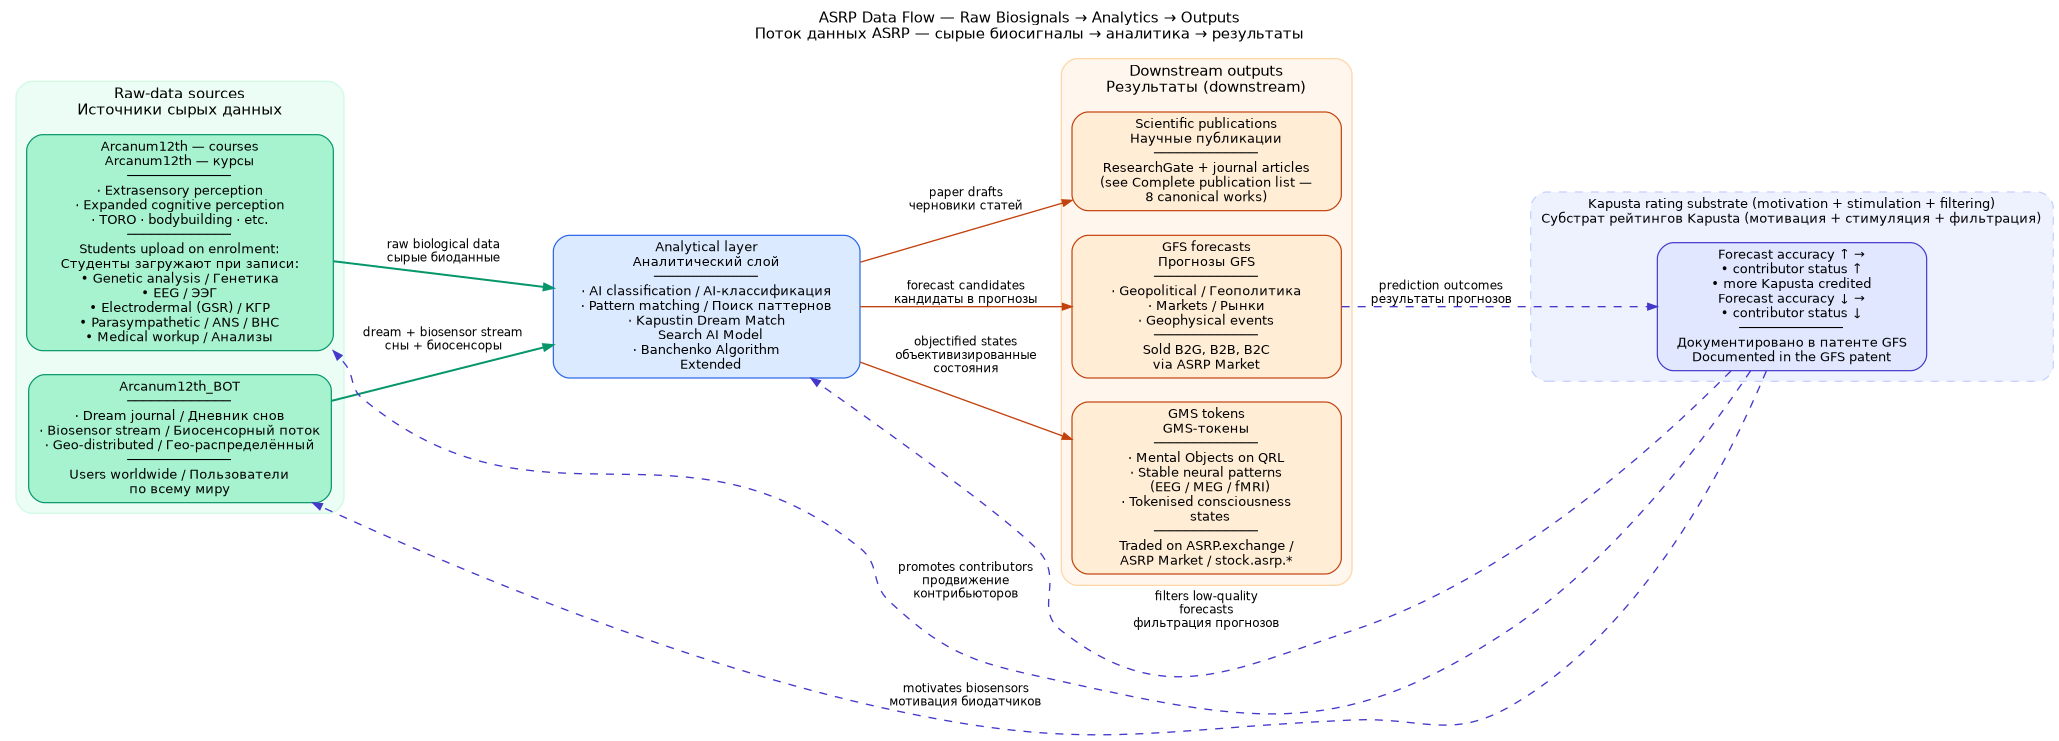 ASRP Data Flow — Raw Biosignals → Analytics → Outputs
Поток данных ASRP — сырые биосигналы → аналитика → результаты
Raw-data sources
Источники сырых данных
Arcanum12th — courses
Arcanum12th — курсы
· Extrasensory perception
· Expanded cognitive perception
· TORO · bodybuilding · etc.
Students upload on enrolment:
Студенты загружают при записи:
• Genetic analysis / Генетика
• EEG / ЭЭГ
• Electrodermal (GSR) / КГР
• Parasympathetic / ANS / ВНС
• Medical workup / Анализы
Arcanum12th_BOT
· Dream journal / Дневник снов
· Biosensor stream / Биосенсорный поток
· Geo-distributed / Гео-распределённый
Users worldwide / Пользователи
по всему миру
raw biological data
сырые биоданные
dream + biosensor stream
сны + биосенсоры
Analytical layer
Аналитический слой
· AI classification / AI-классификация
· Pattern matching / Поиск паттернов
· Kapustin Dream Match
Search AI Model
· Banchenko Algorithm
Extended
paper drafts
черновики статей
forecast candidates
кандидаты в прогнозы
objectified states
объективизированные
состояния
Downstream outputs
Результаты (downstream)
Scientific publications
Научные публикации
ResearchGate + journal articles
(see Complete publication list —
8 canonical works)
GFS forecasts
Прогнозы GFS
· Geopolitical / Геополитика
· Markets / Рынки
· Geophysical events
Sold B2G, B2B, B2C
via ASRP Market
GMS tokens
GMS-токены
· Mental Objects on QRL
· Stable neural patterns
(EEG / MEG / fMRI)
· Tokenised consciousness
states
Traded on ASRP.exchange /
ASRP Market / stock.asrp.*
prediction outcomes
результаты прогнозов
Kapusta rating substrate (motivation + stimulation + filtering)
Субстрат рейтингов Kapusta (мотивация + стимуляция + фильтрация)
Forecast accuracy ↑ →
• contributor status ↑
• more Kapusta credited
Forecast accuracy ↓ →
• contributor status ↓
Документировано в патенте GFS
Documented in the GFS patent
promotes contributors
продвижение
контрибьюторов
filters low-quality
forecasts
фильтрация прогнозов
motivates biosensors
мотивация биодатчиков